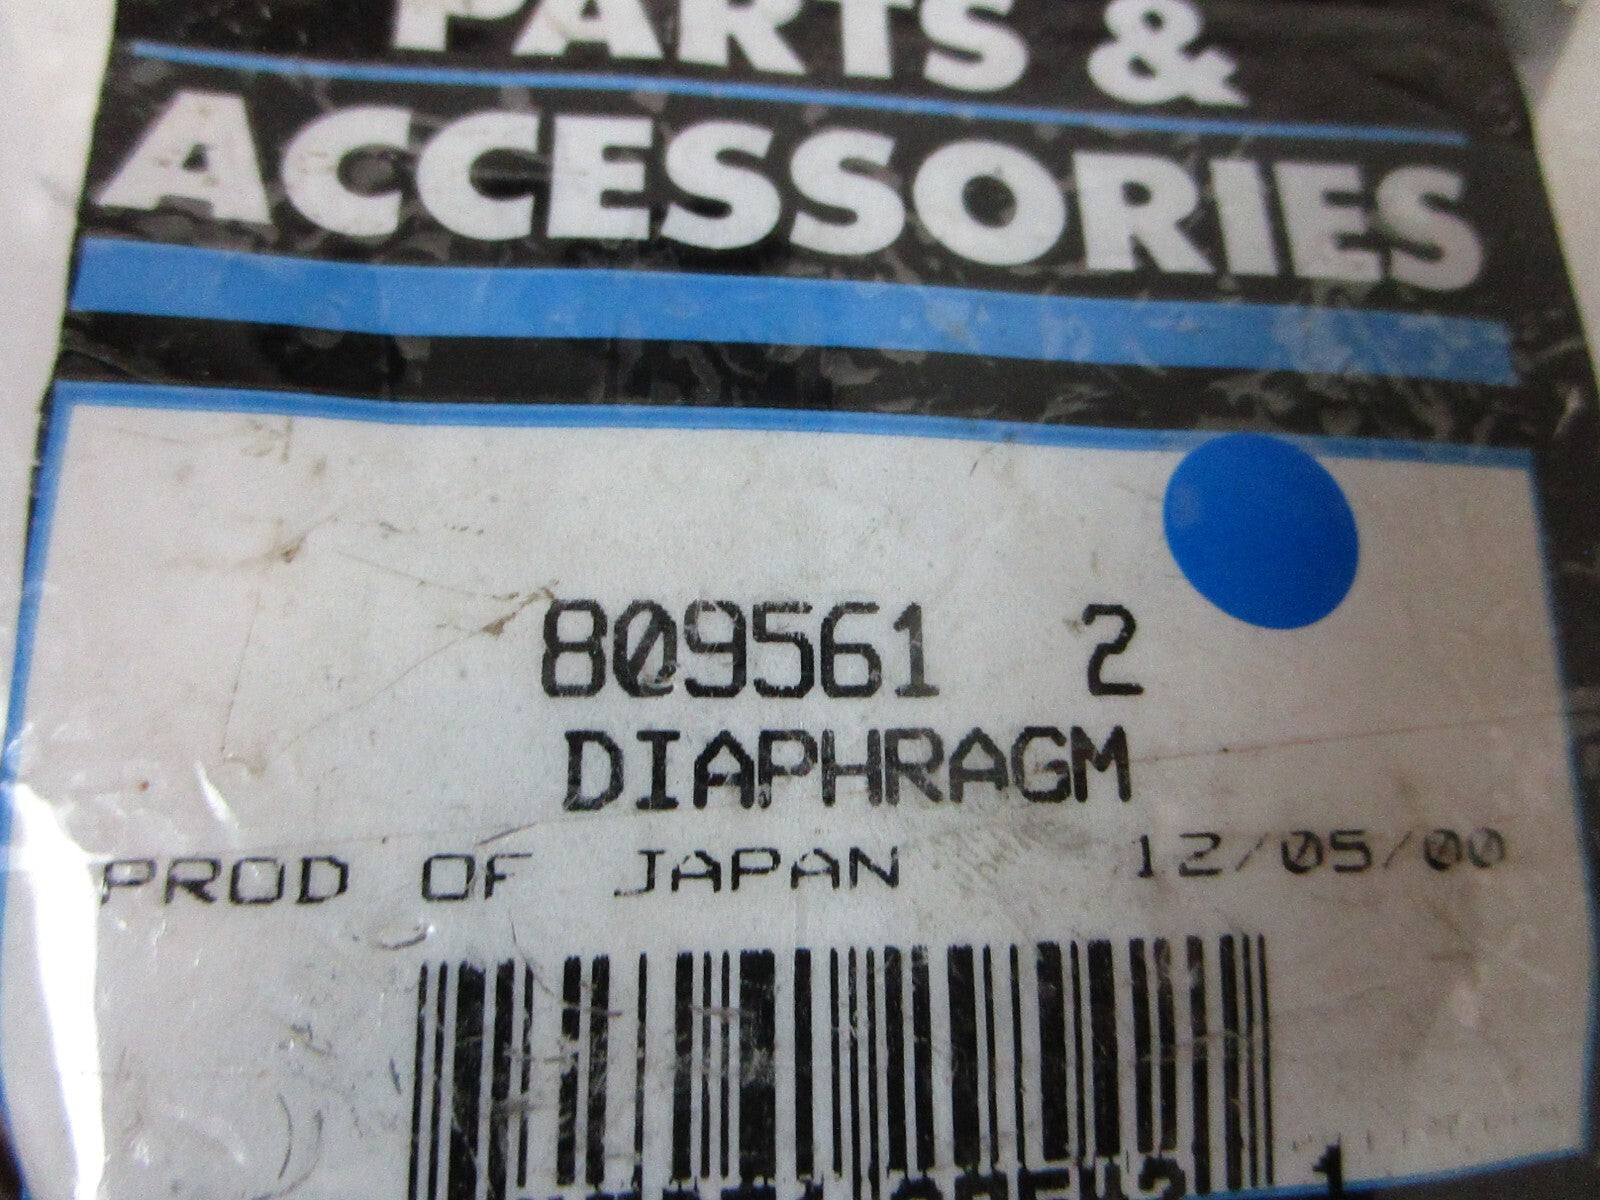 PARTS &
ACCESSORIES
809561 2
DIAPHRAGM
PROD OF JAPAN 12/05/00